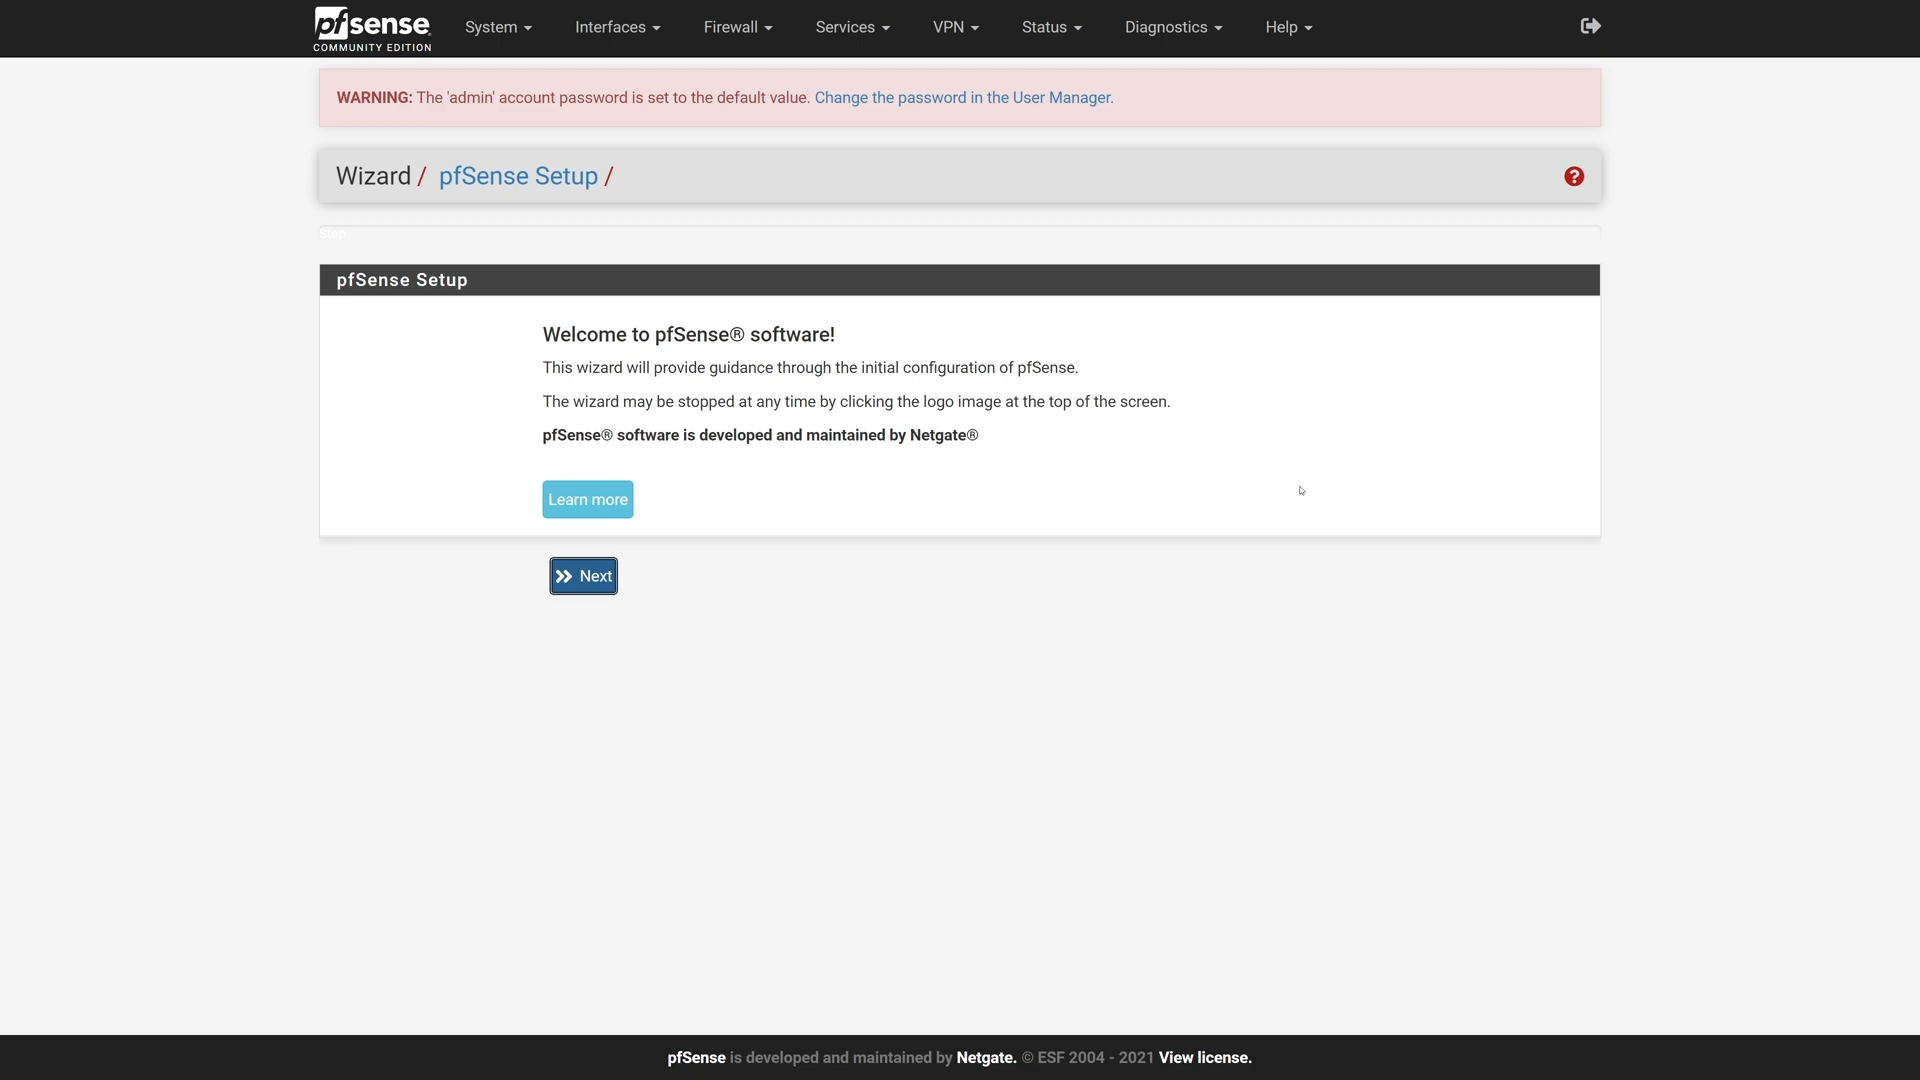 pfsense
COMMUNITY EDITION
System
Interfaces
Firewall
Services
VPN
Status
Diagnostics
Help
WARNING: The 'admin' account password is set to the default value. Change the password in the User Manager.
Wizard / pfSense Setup /
Step
pfSense Setup
Welcome to pfSense® software!
This wizard will provide guidance through the initial configuration of pfSense.
The wizard may be stopped at any time by clicking the logo image at the top of the screen.
pfSense® software is developed and maintained by Netgate®
Learn more
Next
pfSense is developed and maintained by Netgate. © ESF 2004 - 2021 View license.